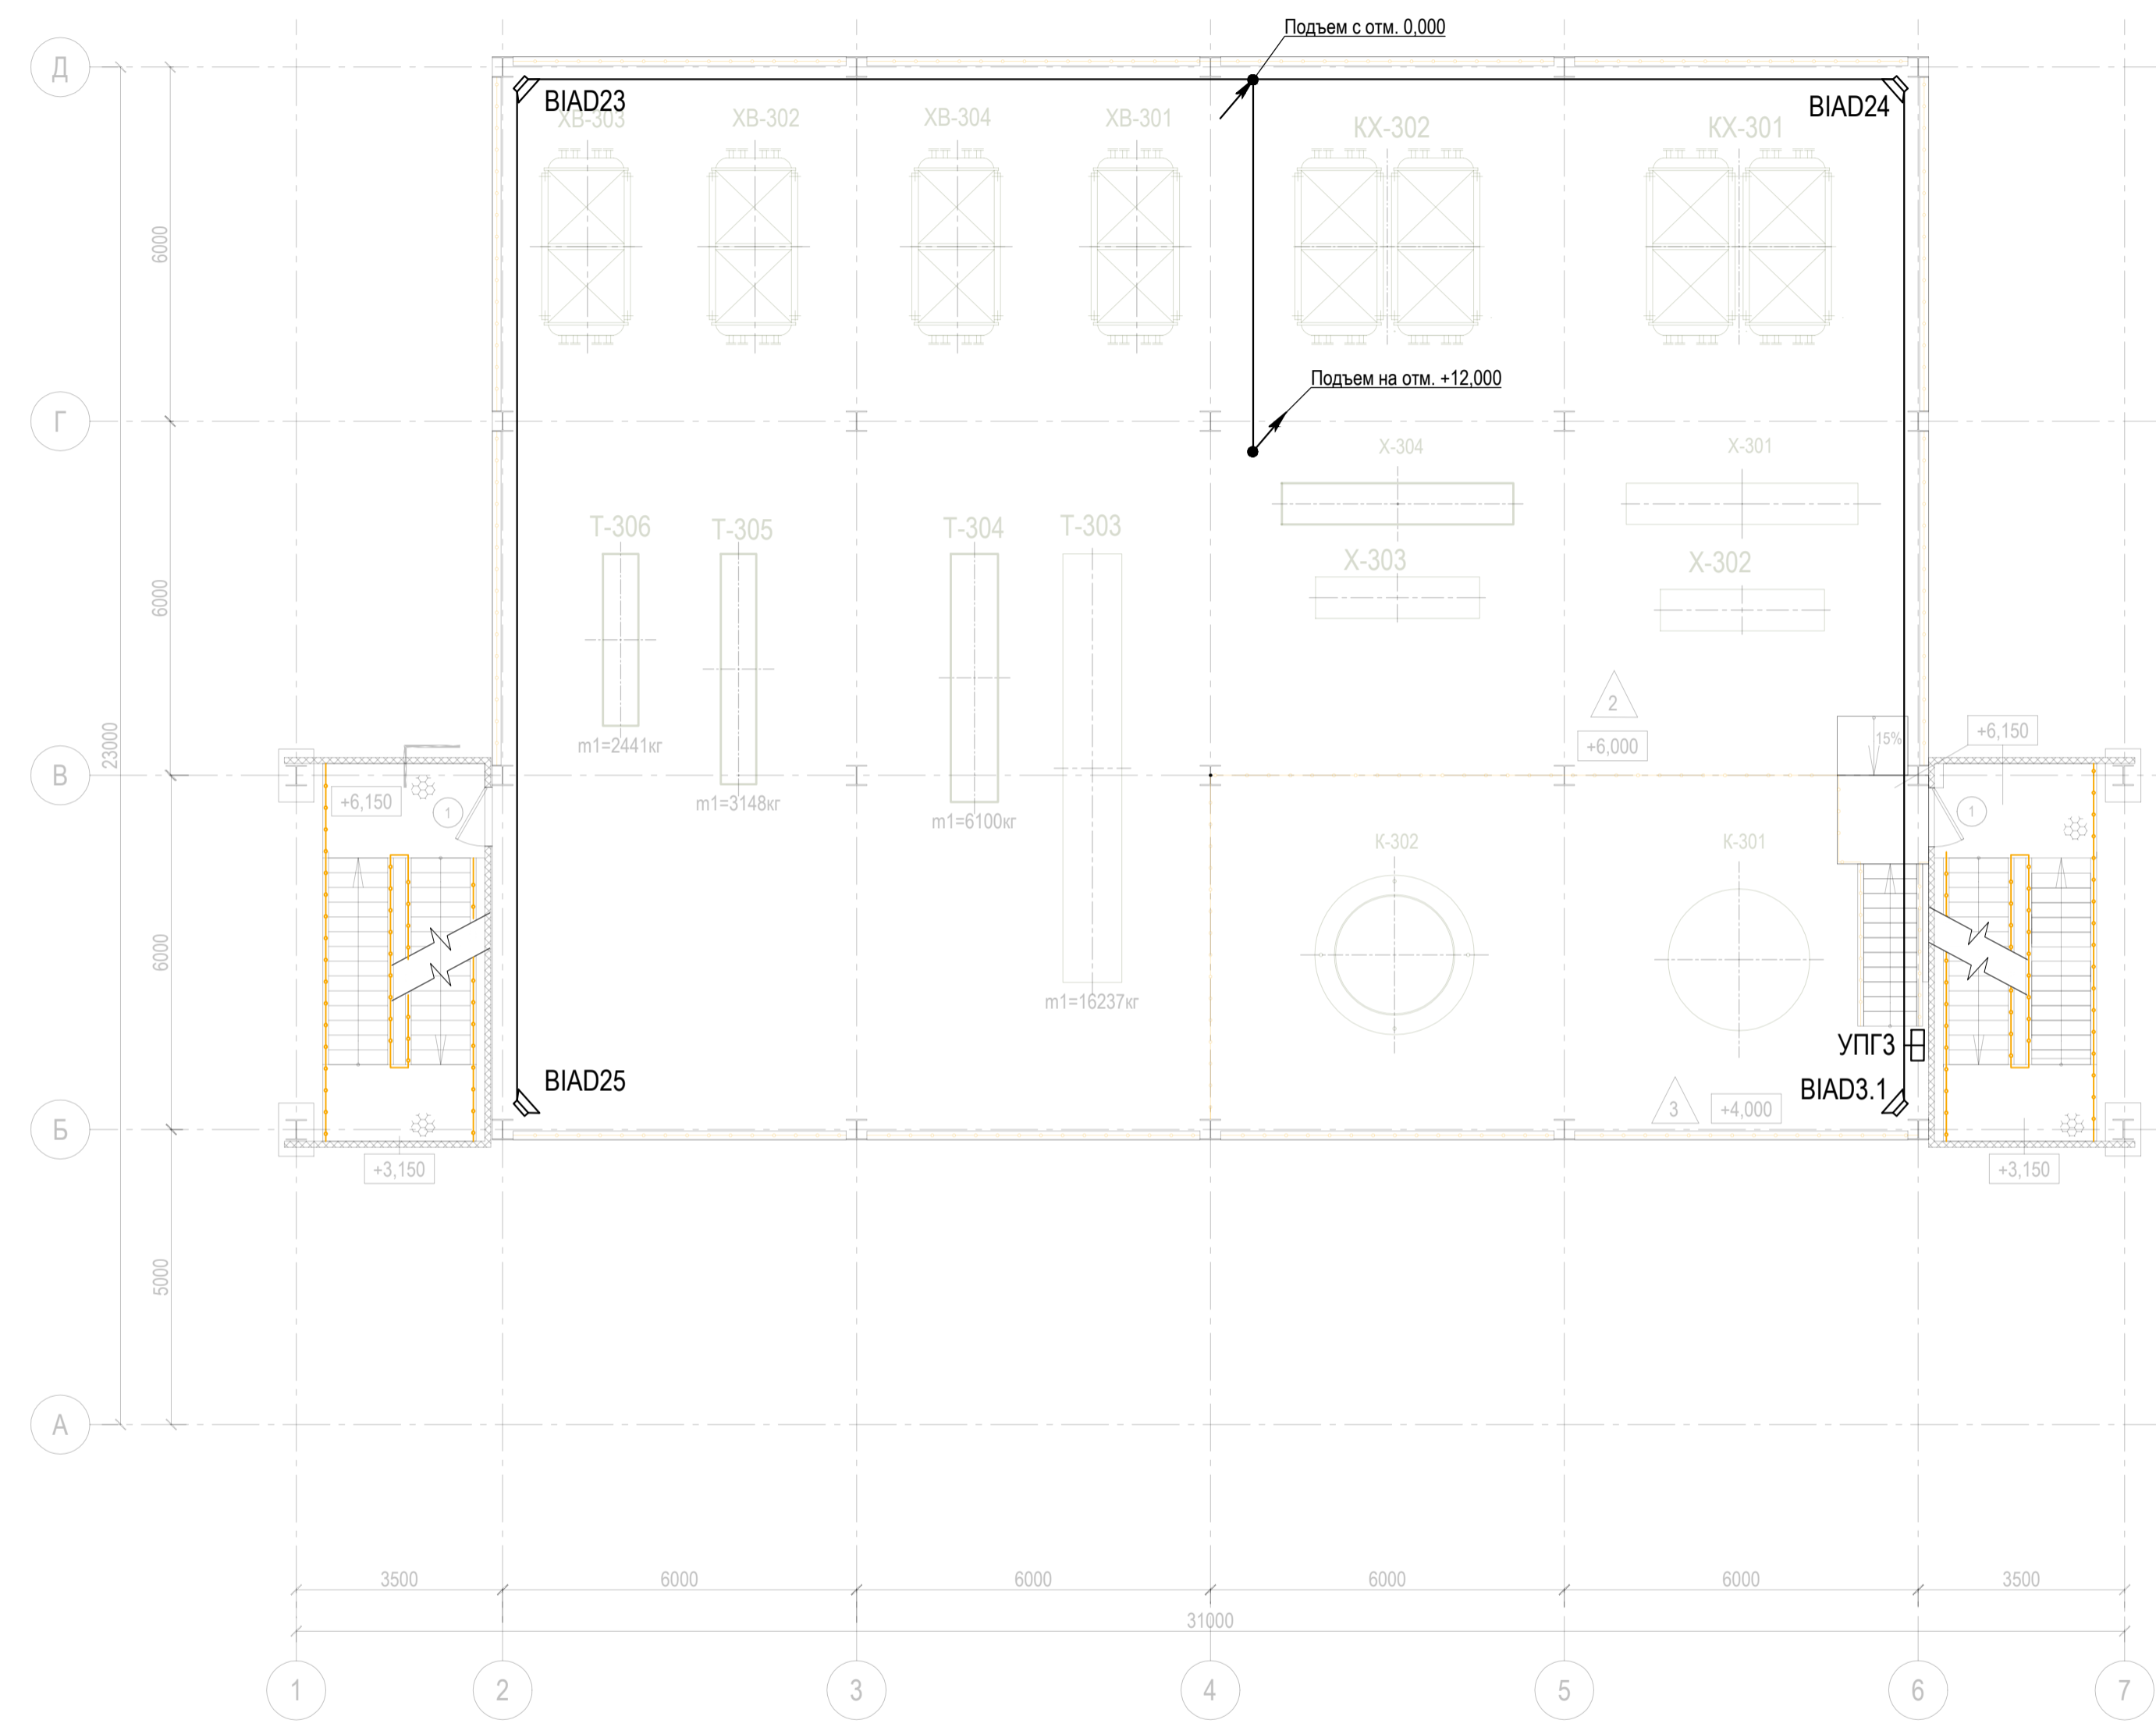 Подъем с отм. 0,000
Д
BIAD23
BIAD24
ХВ-303
ХВ-302
ХВ-304
ХВ-301
КХ-302
КХ-301
6000
Подъем на отм. +12,000
Г
Х-304
Х-301
Т-306
Т-305
Т-304
Т-303
Х-303
Х-302
6000
2
+6,000
15%
+6,150
23000
m1=2441кг
В
+6,150
1
m1=3148кг
m1=6100кг
1
К-302
К-301
6000
m1=16237кг
УПГ3
BIAD25
BIAD3.1
3
+4,000
Б
+3,150
+3,150
5000
А
3500
6000
6000
6000
6000
3500
31000
1
2
3
4
5
6
7